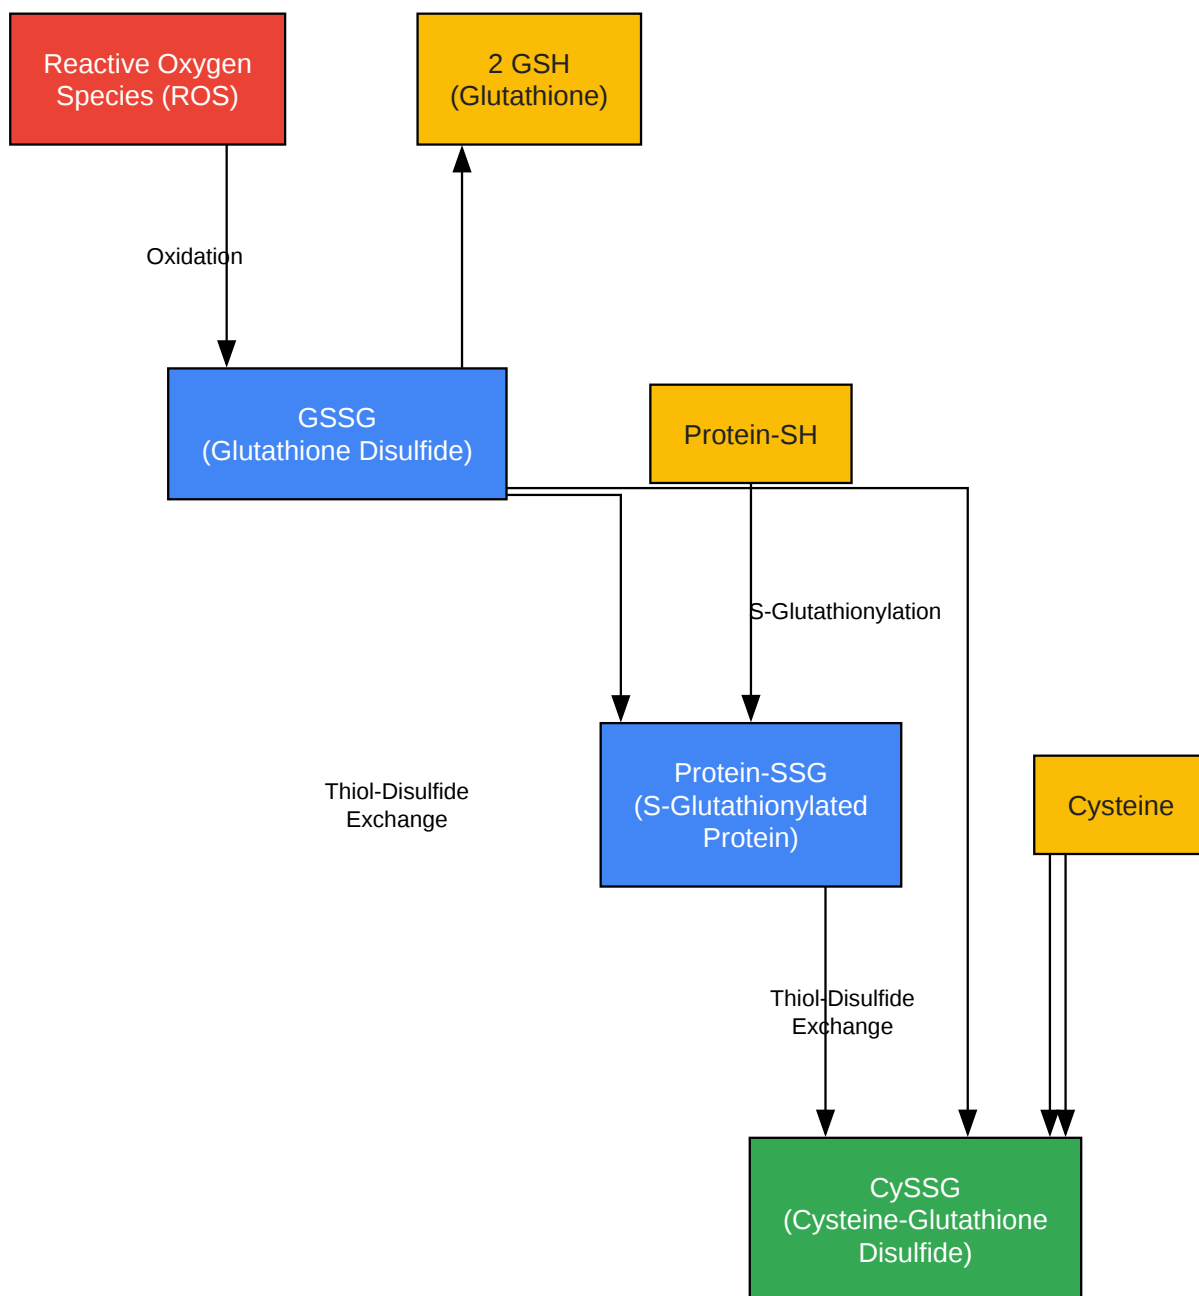 Reactive Oxygen
Species (ROS)
2 GSH
(Glutathione)
Oxidation
GSSG
(Glutathione Disulfide)
Protein-SH
S-Glutathionylation
Thiol-Disulfide
Exchange
Protein-SSG
(S-Glutathionylated
Protein)
Cysteine
Thiol-Disulfide
Exchange
CySSG
(Cysteine-Glutathione
Disulfide)